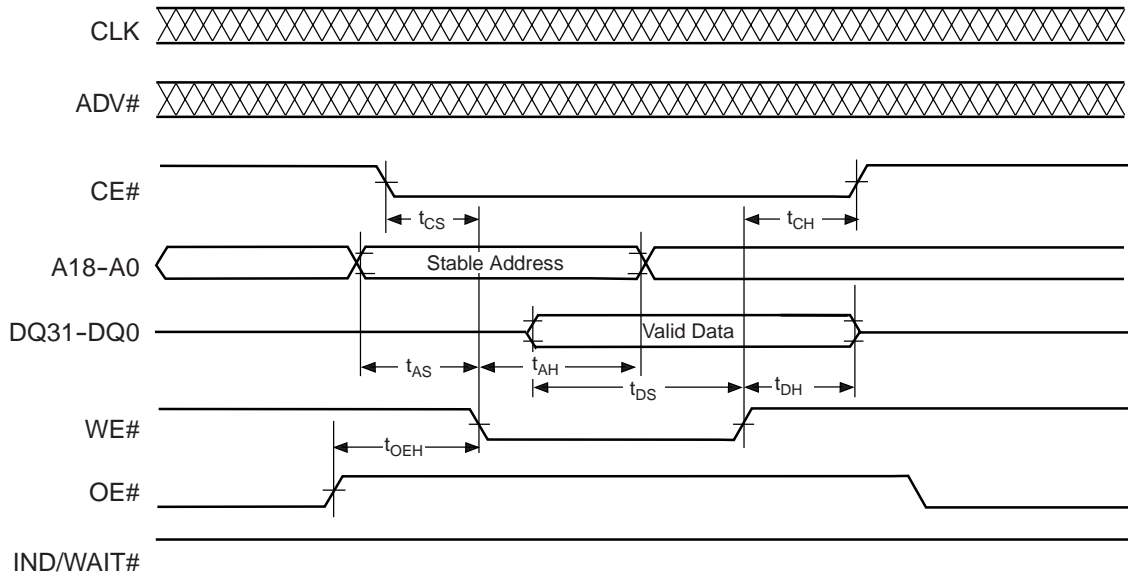 CLK
ADV#
CE#
tCS
tCH
A18-A0
Stable Address
DQ31-DQ0
Valid Data
tAS
tAH
tDS
tDH
WE#
tOEH
OE#
IND/WAIT#